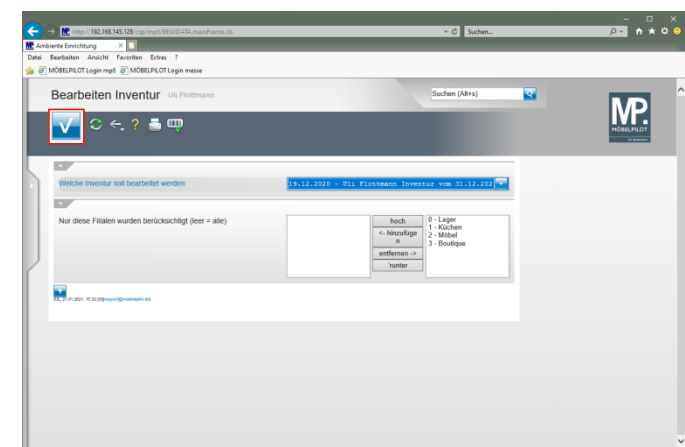 http://192.168.145.128/csp/mp6/BEWIDATA.mainFrame.cls
Suchen...
Ambiente Einrichtung
Datei Bearbeiten Ansicht Favoriten Extras ?
MÖBELPILOT Login mp6 MÖBELPILOT Login messe
Bearbeiten Inventur Uli Flottmann
Suchen (Alt+s)
MP.
MÖBELPILOT
Welche Inventur soll bearbeitet werden
19.12.2020 - Uli Flottmann Inventur vom 31.12.202
Nur diese Filialen wurden berücksichtigt (leer = alle)
hoch
<- hinzufüge
n
entfernen ->
'runter
0 - Lager
1 - Küchen
2 - Möbel
3 - Boutique